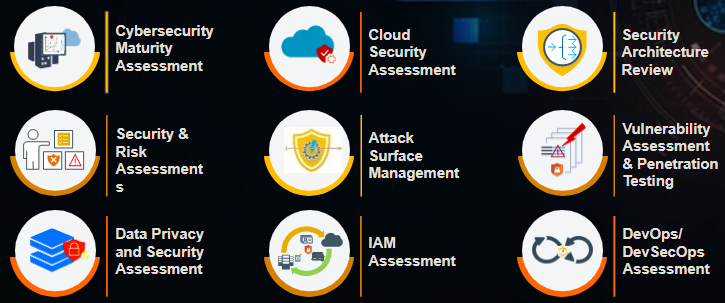 Cybersecurity
Maturity
Assessment
Cloud
Security
Assessment
Security
Architecture
Review
Security &
Risk
Assessment
s
Attack
Surface
Management
Vulnerability
Assessment
& Penetration
Testing
Data Privacy
and Security
Assessment
IAM
Assessment
DevOps/
DevSecOps
Assessment